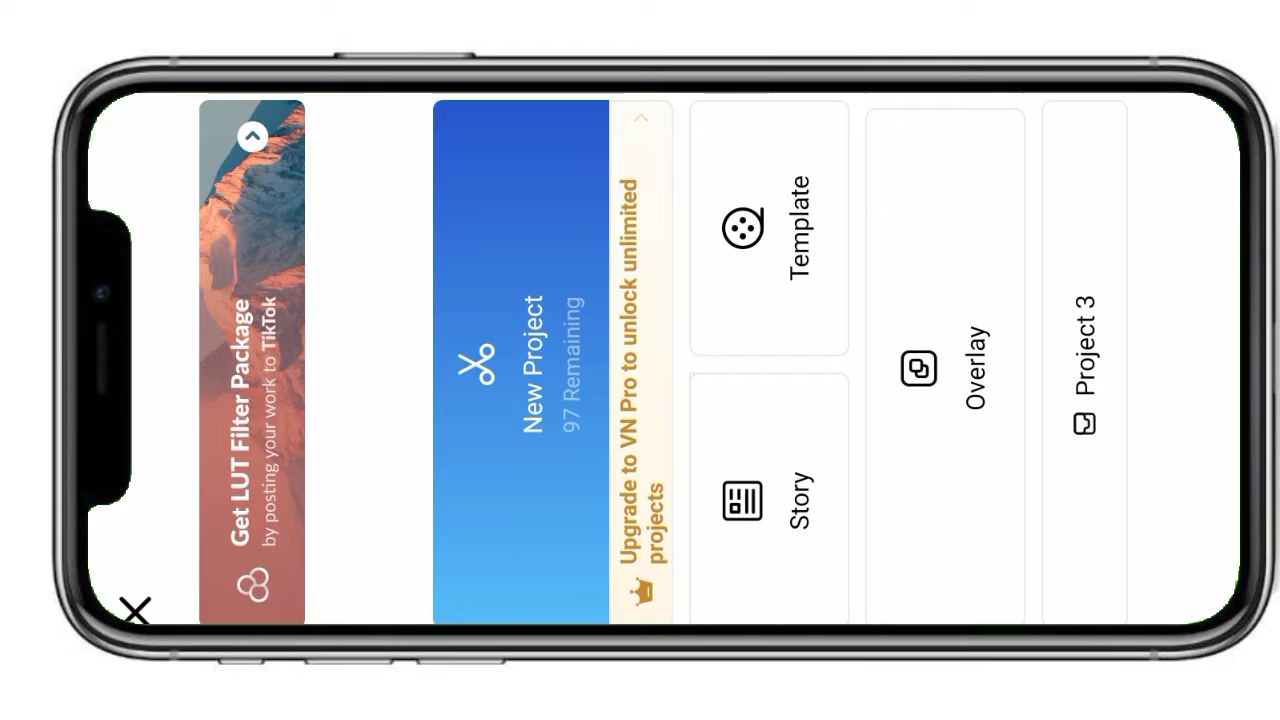 Get LUT Filter Package
by posting your work to TikTok
New Project
97 Remaining
Upgrade to VN Pro to unlock unlimited
projects
Story
Template
Overlay
Project 3